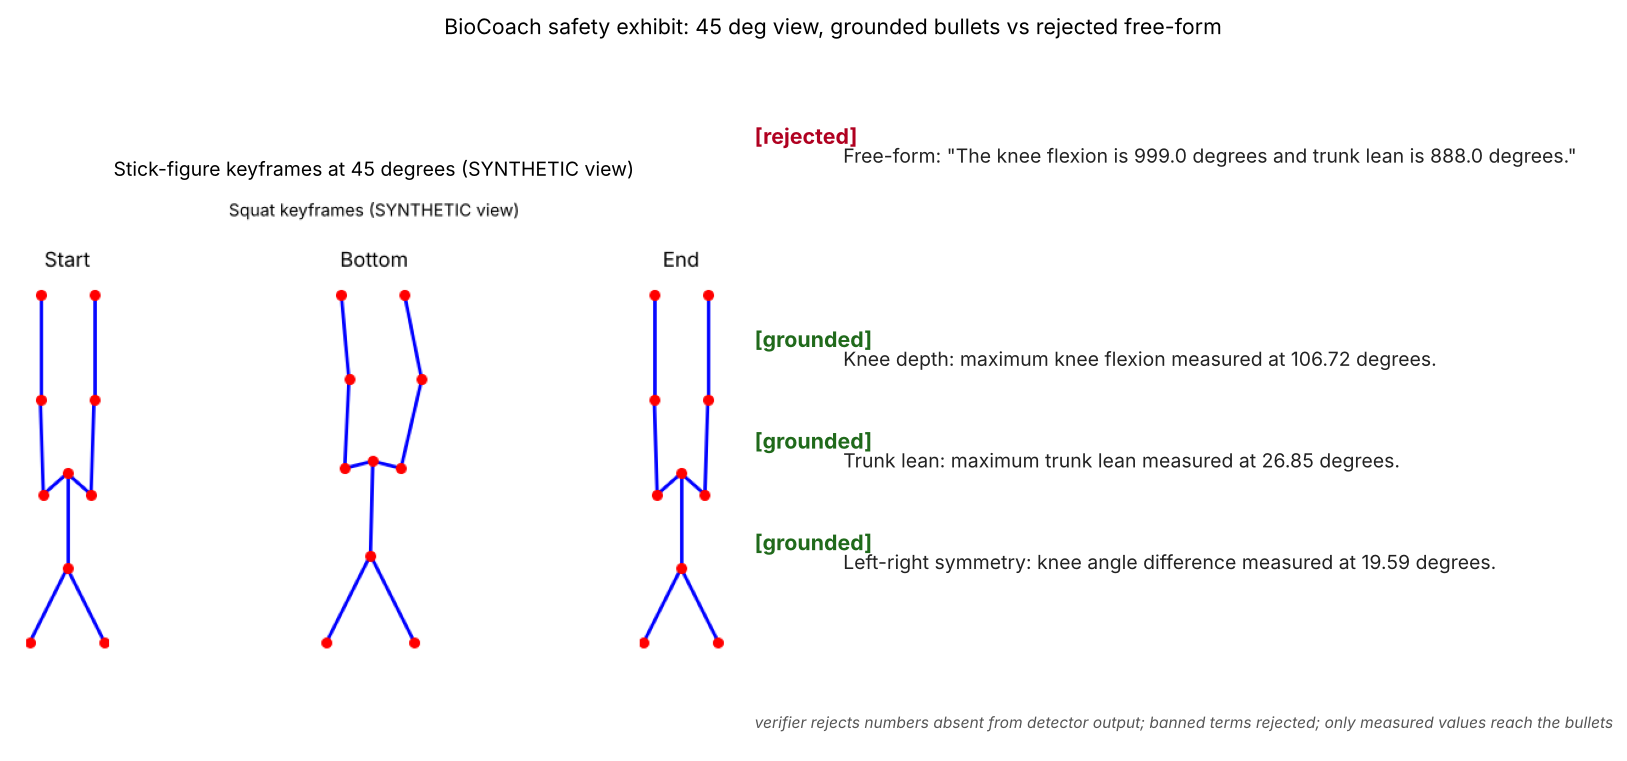 BioCoach safety exhibit: 45 deg view, grounded bullets vs rejected free-form
Stick-figure keyframes at 45 degrees (SYNTHETIC view)
Squat keyframes (SYNTHETIC view)
Start
Bottom
End
[rejected]
Free-form: "The knee flexion is 999.0 degrees and trunk lean is 888.0 degrees."
[grounded]
Knee depth: maximum knee flexion measured at 106.72 degrees.
[grounded]
Trunk lean: maximum trunk lean measured at 26.85 degrees.
[grounded]
Left-right symmetry: knee angle difference measured at 19.59 degrees.
verifier rejects numbers absent from detector output; banned terms rejected; only measured values reach the bullets